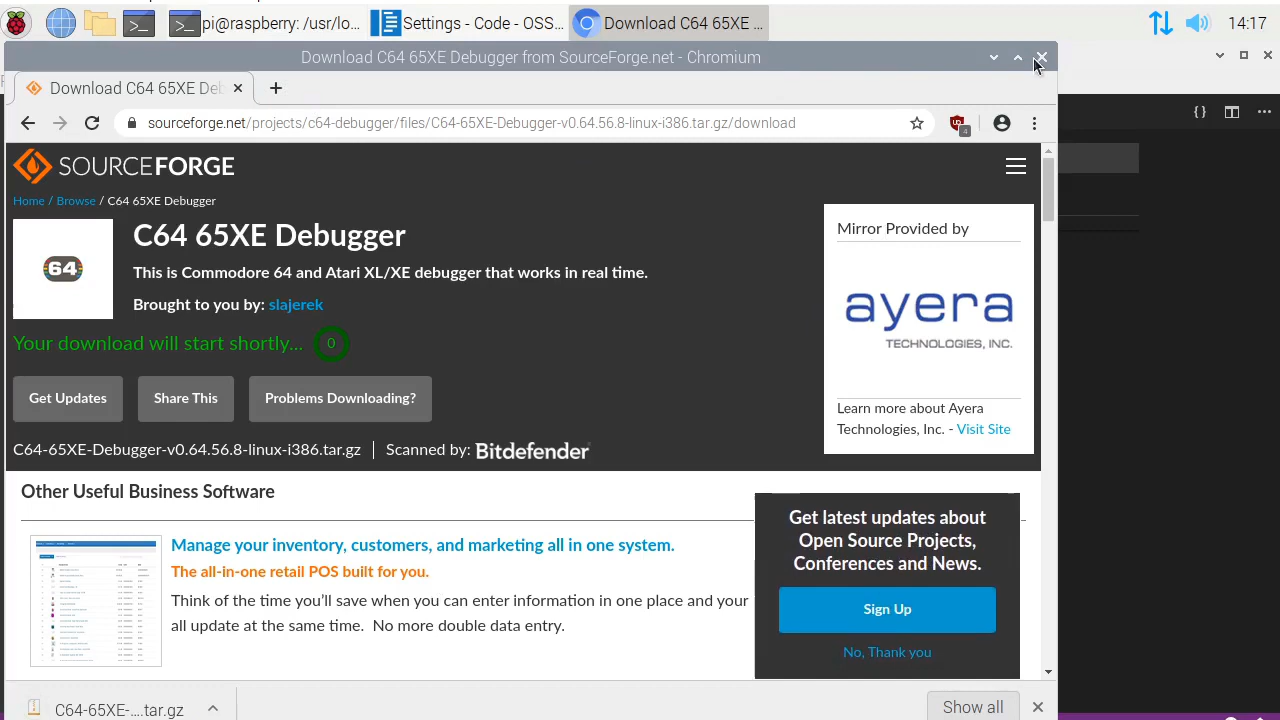 pi@raspberry: /usr/lo...
Settings - Code - OSS...
Download C64 65XE ...
14:17
Download C64 65XE Debugger from SourceForge.net - Chromium
Download C64 65XE Deb
sourceforge.net/projects/c64-debugger/files/C64-65XE-Debugger-v0.64.56.8-linux-i386.tar.gz/download
4
SOURCEFORGE
Home / Browse / C64 65XE Debugger
64
C64 65XE Debugger
This is Commodore 64 and Atari XL/XE debugger that works in real time.
Brought to you by: slajerek
Your download will start shortly... 0
Get Updates
Share This
Problems Downloading?
C64-65XE-Debugger-v0.64.56.8-linux-i386.tar.gz
Scanned by: Bitdefender
Mirror Provided by
ayera
TECHNOLOGIES, INC.
Learn more about Ayera
Technologies, Inc. - Visit Site
Other Useful Business Software
Manage your inventory, customers, and marketing all in one system.
The all-in-one retail POS built for you.
Think of the time you'll save when you can enter information in one place and your
all update at the same time. No more double data entry.
Get latest updates about
Open Source Projects,
Conferences and News.
Sign Up
No, Thank you
C64-65XE-....tar.gz
Show all